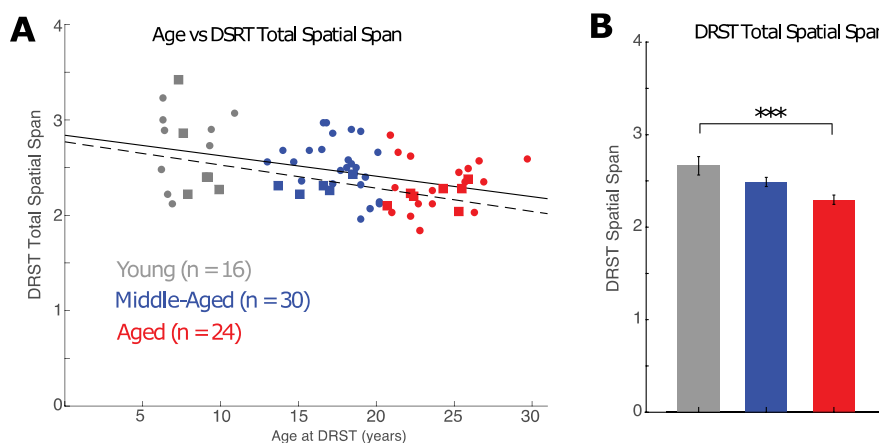 A
Age vs DSRT Total Spatial Span
DRST Total Spatial Span
4
3
2
1
0
Young (n = 16)
Middle-Aged (n = 30)
Aged (n = 24)
5
10
15
20
25
30
Age at DRST (years)
B
DRST Total Spatial Span
DRST Spatial Span
4
3
2
1
0
***